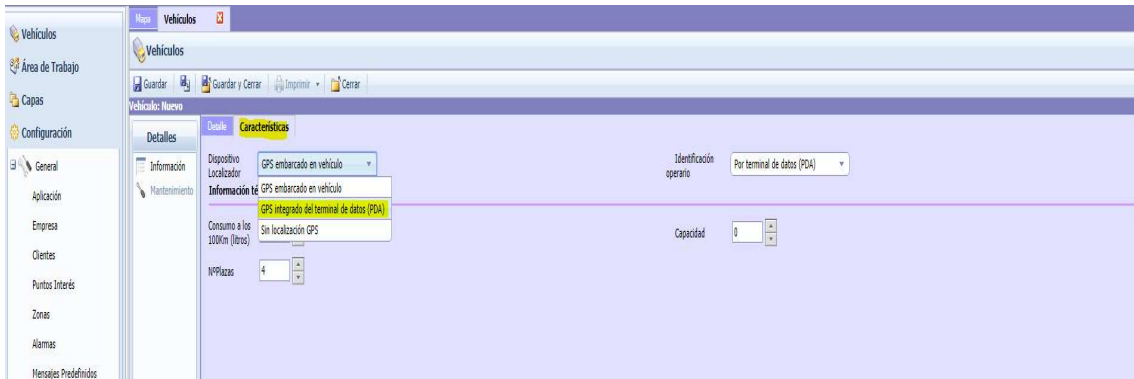 Mapa Vehículos
Vehículos
Área de Trabajo
Capas
Configuración
General
Aplicación
Empresa
Clientes
Puntos Interés
Zonas
Alarmas
Mensajes Predefinidos
Vehículos
Guardar Guardar y Cerrar Imprimir Cerrar
Vehículo: Nuevo
Detalles
Información
Mantenimiento
Detalle Características
Dispositivo
Localizador
GPS embarcado en vehículo
Identificación
operario
Por terminal de datos (PDA)
GPS embarcado en vehículo
GPS integrado del terminal de datos (PDA)
Sin localización GPS
Información té
Consumo a los
100Km (litros)
Capacidad 0
NºPlazas 4